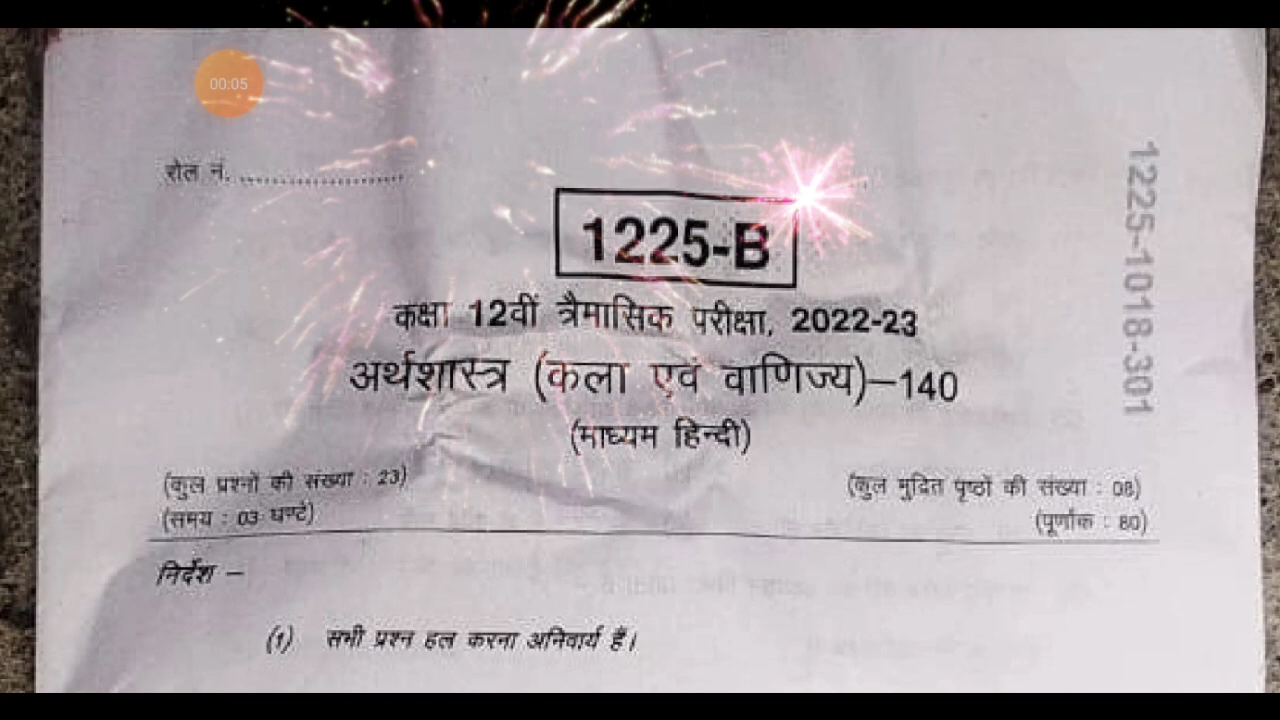 00:05
रोल नं. ........................
1225-B
1225-1018-301
कक्षा 12वीं त्रैमासिक परीक्षा, 2022-23
अर्थशास्त्र (कला एवं वाणिज्य)–140
(माध्यम हिन्दी)
(कुल प्रश्नों की संख्या : 23)
(कुल मुद्रित पृष्ठों की संख्या : 08)
(समय : 03 घण्टे)
(पूर्णांक : 80)
निर्देश –
(1) सभी प्रश्न हल करना अनिवार्य हैं।